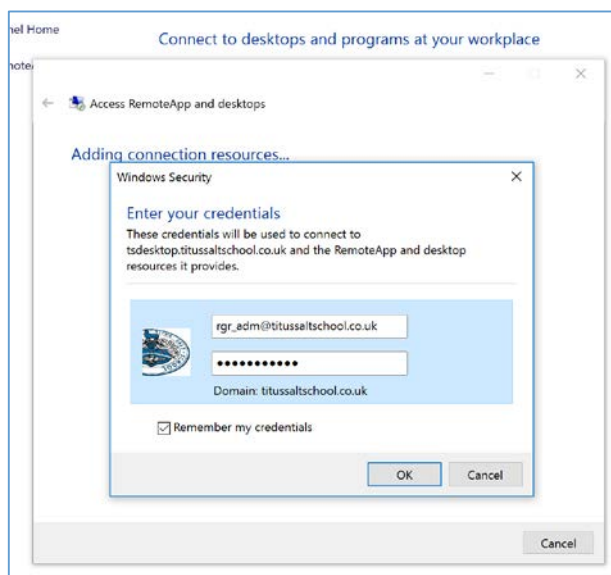 nel Home
Connect to desktops and programs at your workplace
note
Access RemoteApp and desktops
Adding connection resources...
Windows Security
Enter your credentials
These credentials will be used to connect to
tsdesktop.titussaltschool.co.uk and the RemoteApp and desktop
resources it provides.
rgr_adm@titussaltschool.co.uk
•••••••••••
Domain: titussaltschool.co.uk
Remember my credentials
OK Cancel
Cancel